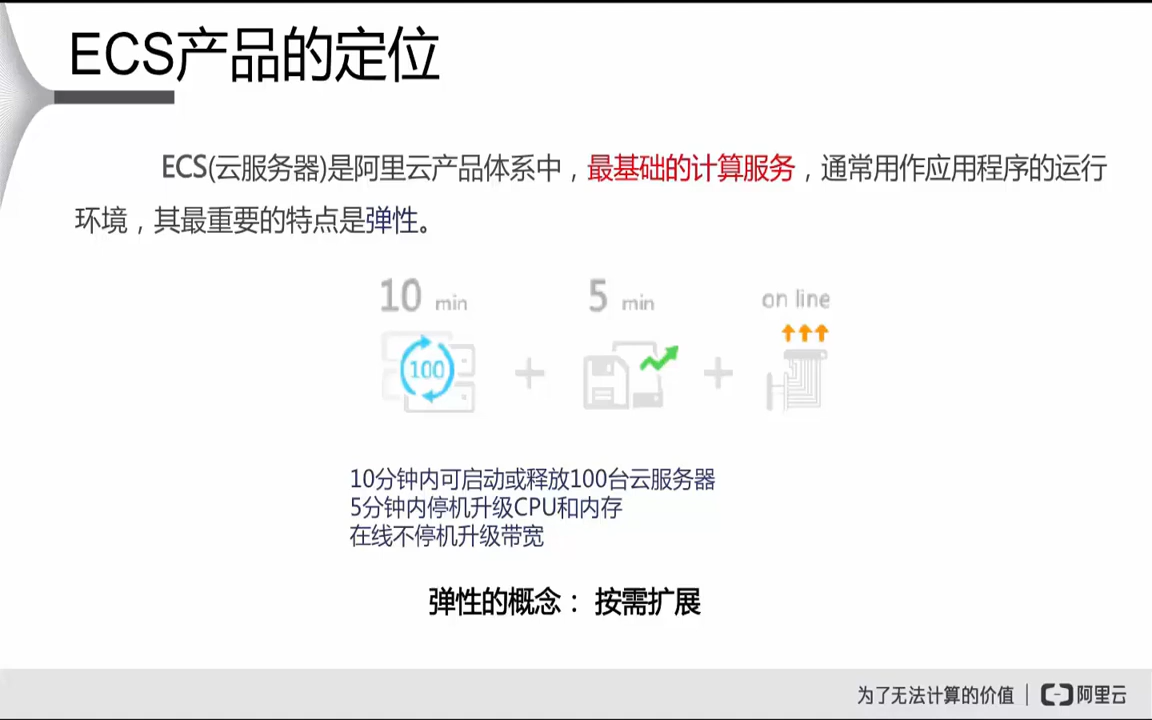 ECS产品的定位
ECS(云服务器)是阿里云产品体系中，最基础的计算服务，通常用作应用程序的运行
环境，其最重要的特点是弹性。
10 min
5 min
on line
100
10分钟内可启动或释放100台云服务器
5分钟内停机升级CPU和内存
在线不停机升级带宽
弹性的概念： 按需扩展
为了无法计算的价值 | 阿里云